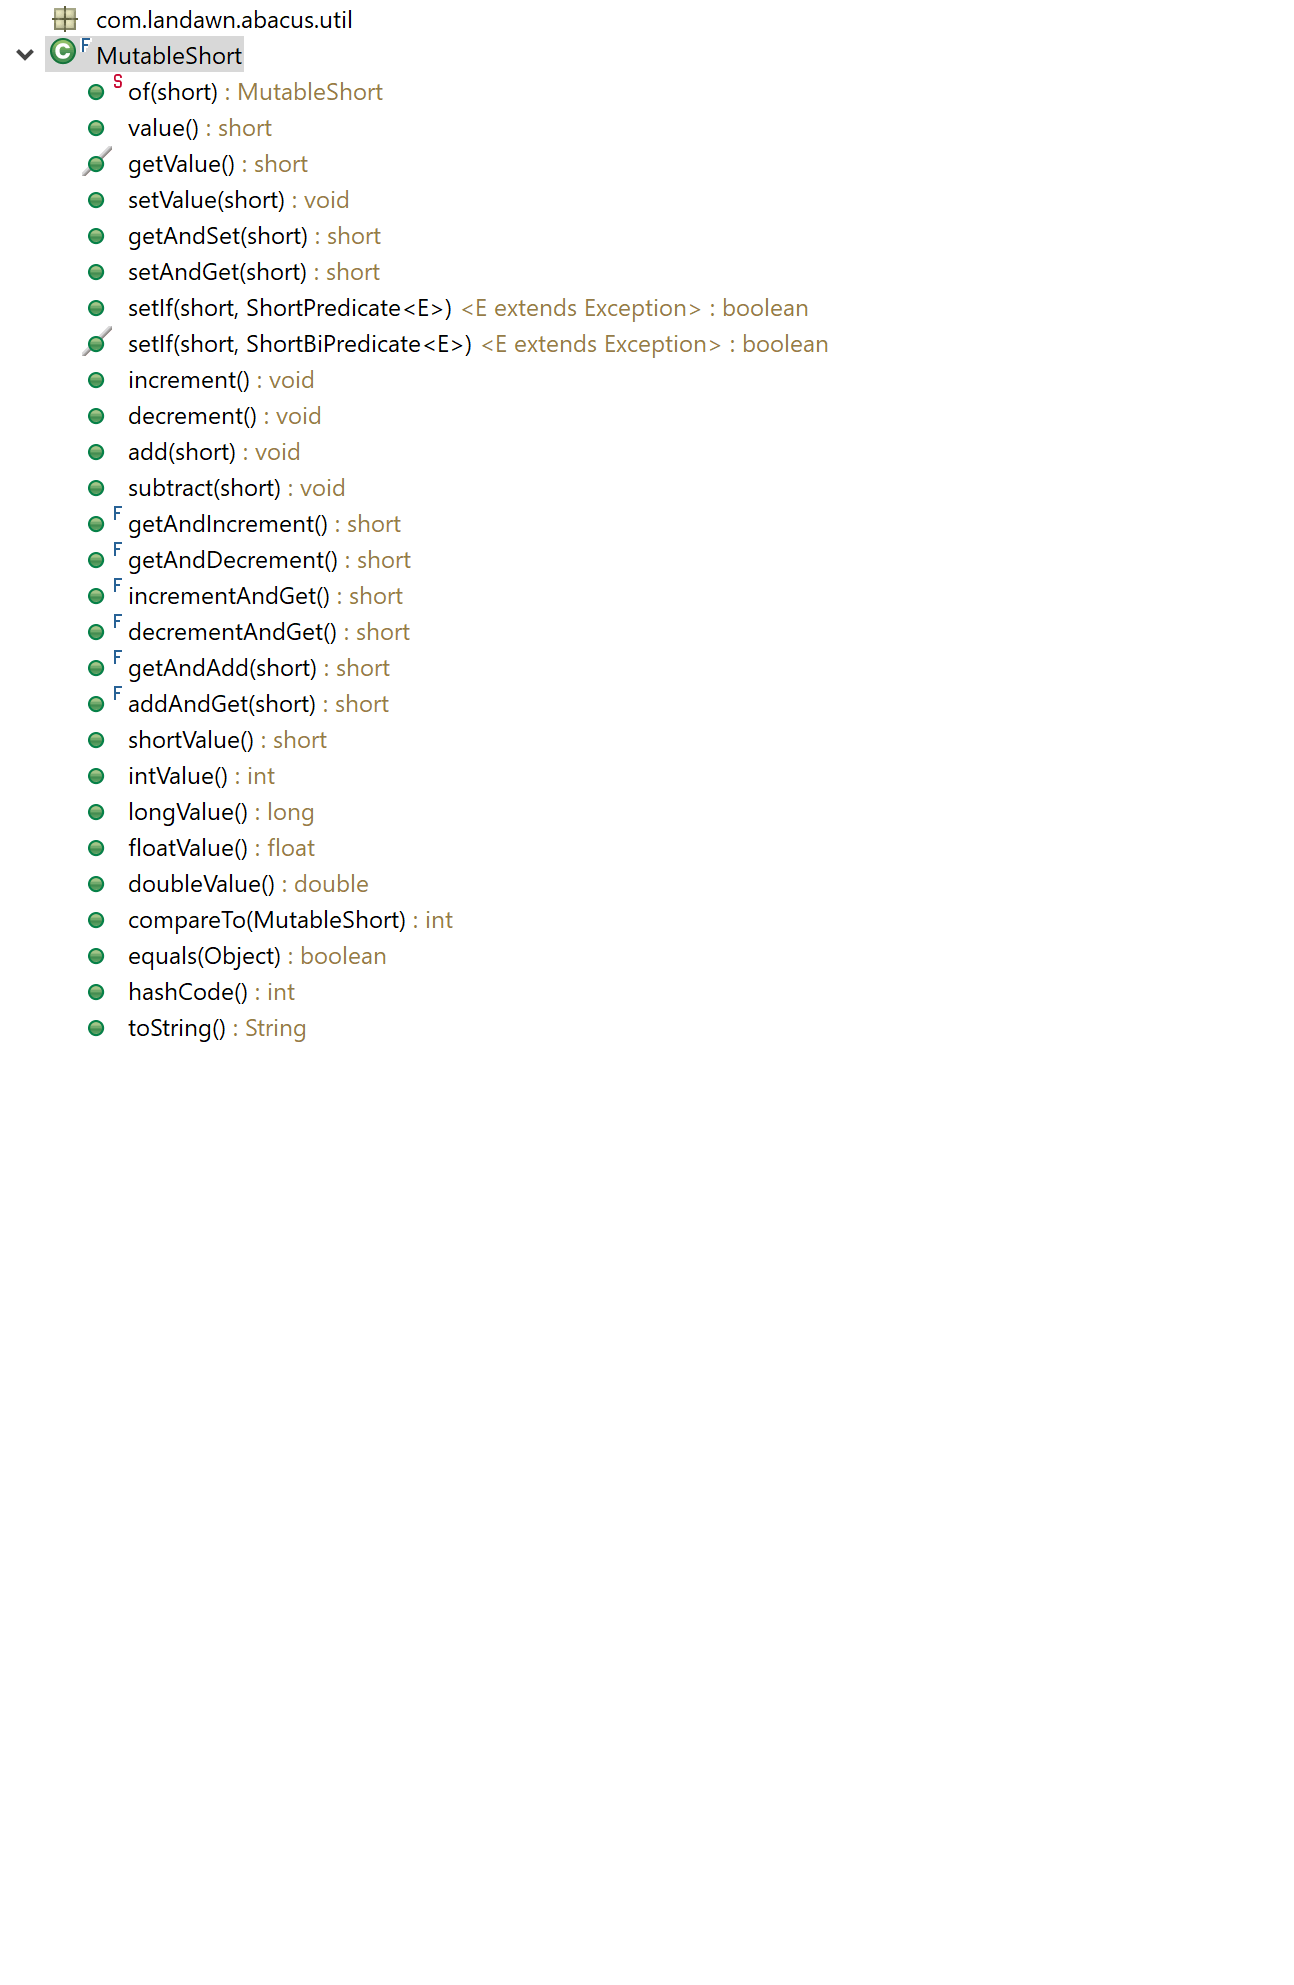 com.landawn.abacus.util
C F MutableShort
S of(short) : MutableShort
value() : short
getValue() : short
setValue(short) : void
getAndSet(short) : short
setAndGet(short) : short
setIf(short, ShortPredicate<E>) <E extends Exception> : boolean
setIf(short, ShortBiPredicate<E>) <E extends Exception> : boolean
increment() : void
decrement() : void
add(short) : void
subtract(short) : void
F getAndIncrement() : short
F getAndDecrement() : short
F incrementAndGet() : short
F decrementAndGet() : short
F getAndAdd(short) : short
F addAndGet(short) : short
shortValue() : short
intValue() : int
longValue() : long
floatValue() : float
doubleValue() : double
compareTo(MutableShort) : int
equals(Object) : boolean
hashCode() : int
toString() : String